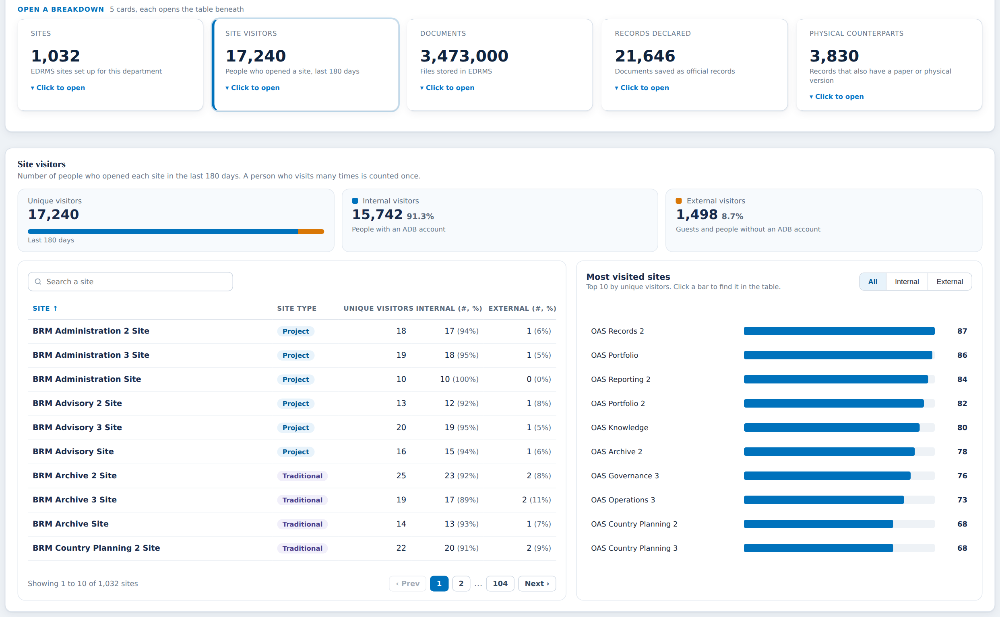 OPEN A BREAKDOWN 5 cards, each opens the table beneath
SITES
1,032
EDRMS sites set up for this department
▾ Click to open
SITE VISITORS
17,240
People who opened a site, last 180 days
▾ Click to open
DOCUMENTS
3,473,000
Files stored in EDRMS
▾ Click to open
RECORDS DECLARED
21,646
Documents saved as official records
▾ Click to open
PHYSICAL COUNTERPARTS
3,830
Records that also have a paper or physical
version
▾ Click to open
Site visitors
Number of people who opened each site in the last 180 days. A person who visits many times is counted once.
Unique visitors
17,240
Last 180 days
Internal visitors
15,742 91.3%
People with an ADB account
External visitors
1,498 8.7%
Guests and people without an ADB account
Search a site
SITE ↑ SITE TYPE UNIQUE VISITORS INTERNAL (#, %) EXTERNAL (#, %)
BRM Administration 2 Site Project 18 17 (94%) 1 (6%)
BRM Administration 3 Site Project 19 18 (95%) 1 (5%)
BRM Administration Site Project 10 10 (100%) 0 (0%)
BRM Advisory 2 Site Project 13 12 (92%) 1 (8%)
BRM Advisory 3 Site Project 20 19 (95%) 1 (5%)
BRM Advisory Site Project 16 15 (94%) 1 (6%)
BRM Archive 2 Site Traditional 25 23 (92%) 2 (8%)
BRM Archive 3 Site Traditional 19 17 (89%) 2 (11%)
BRM Archive Site Traditional 14 13 (93%) 1 (7%)
BRM Country Planning 2 Site Traditional 22 20 (91%) 2 (9%)
Showing 1 to 10 of 1,032 sites ‹ Prev 1 2 … 104 Next ›
Most visited sites
Top 10 by unique visitors. Click a bar to find it in the table.
All Internal External
OAS Records 2 87
OAS Portfolio 86
OAS Reporting 2 84
OAS Portfolio 2 82
OAS Knowledge 80
OAS Archive 2 78
OAS Governance 3 76
OAS Operations 3 73
OAS Country Planning 2 68
OAS Country Planning 3 68